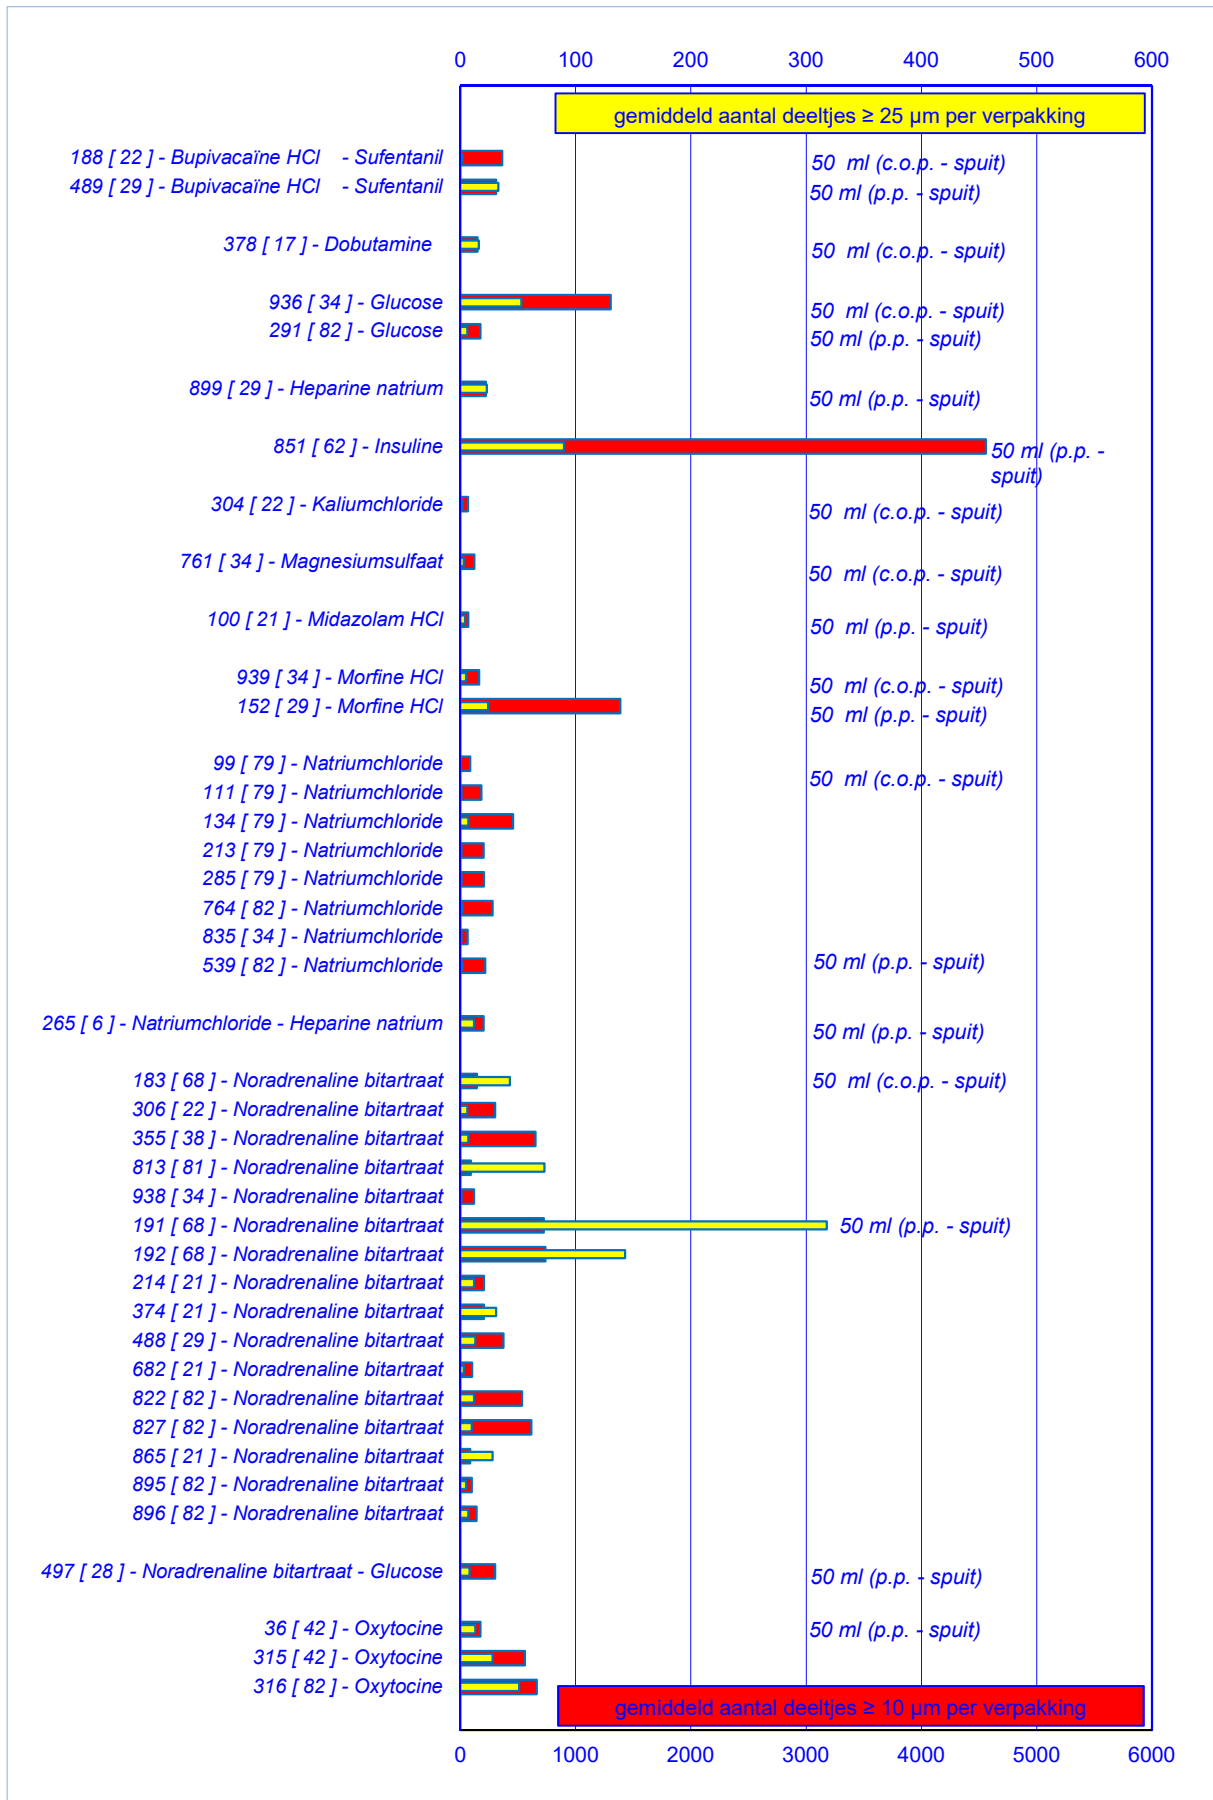 0 100 200 300 400 500 600
gemiddeld aantal deeltjes ≥ 25 µm per verpakking
188 [ 22 ] - Bupivacaïne HCl - Sufentanil 50 ml (c.o.p. - spuit)
489 [ 29 ] - Bupivacaïne HCl - Sufentanil 50 ml (p.p. - spuit)
378 [ 17 ] - Dobutamine 50 ml (c.o.p. - spuit)
936 [ 34 ] - Glucose 50 ml (c.o.p. - spuit)
291 [ 82 ] - Glucose 50 ml (p.p. - spuit)
899 [ 29 ] - Heparine natrium 50 ml (p.p. - spuit)
851 [ 62 ] - Insuline 50 ml (p.p. -
spuit)
304 [ 22 ] - Kaliumchloride 50 ml (c.o.p. - spuit)
761 [ 34 ] - Magnesiumsulfaat 50 ml (c.o.p. - spuit)
100 [ 21 ] - Midazolam HCl 50 ml (p.p. - spuit)
939 [ 34 ] - Morfine HCl 50 ml (c.o.p. - spuit)
152 [ 29 ] - Morfine HCl 50 ml (p.p. - spuit)
99 [ 79 ] - Natriumchloride 50 ml (c.o.p. - spuit)
111 [ 79 ] - Natriumchloride
134 [ 79 ] - Natriumchloride
213 [ 79 ] - Natriumchloride
285 [ 79 ] - Natriumchloride
764 [ 82 ] - Natriumchloride
835 [ 34 ] - Natriumchloride
539 [ 82 ] - Natriumchloride 50 ml (p.p. - spuit)
265 [ 6 ] - Natriumchloride - Heparine natrium 50 ml (p.p. - spuit)
183 [ 68 ] - Noradrenaline bitartraat 50 ml (c.o.p. - spuit)
306 [ 22 ] - Noradrenaline bitartraat
355 [ 38 ] - Noradrenaline bitartraat
813 [ 81 ] - Noradrenaline bitartraat
938 [ 34 ] - Noradrenaline bitartraat
191 [ 68 ] - Noradrenaline bitartraat 50 ml (p.p. - spuit)
192 [ 68 ] - Noradrenaline bitartraat
214 [ 21 ] - Noradrenaline bitartraat
374 [ 21 ] - Noradrenaline bitartraat
488 [ 29 ] - Noradrenaline bitartraat
682 [ 21 ] - Noradrenaline bitartraat
822 [ 82 ] - Noradrenaline bitartraat
827 [ 82 ] - Noradrenaline bitartraat
865 [ 21 ] - Noradrenaline bitartraat
895 [ 82 ] - Noradrenaline bitartraat
896 [ 82 ] - Noradrenaline bitartraat
497 [ 28 ] - Noradrenaline bitartraat - Glucose 50 ml (p.p. - spuit)
36 [ 42 ] - Oxytocine 50 ml (p.p. - spuit)
315 [ 42 ] - Oxytocine
316 [ 82 ] - Oxytocine
gemiddeld aantal deeltjes ≥ 10 µm per verpakking
0 1000 2000 3000 4000 5000 6000